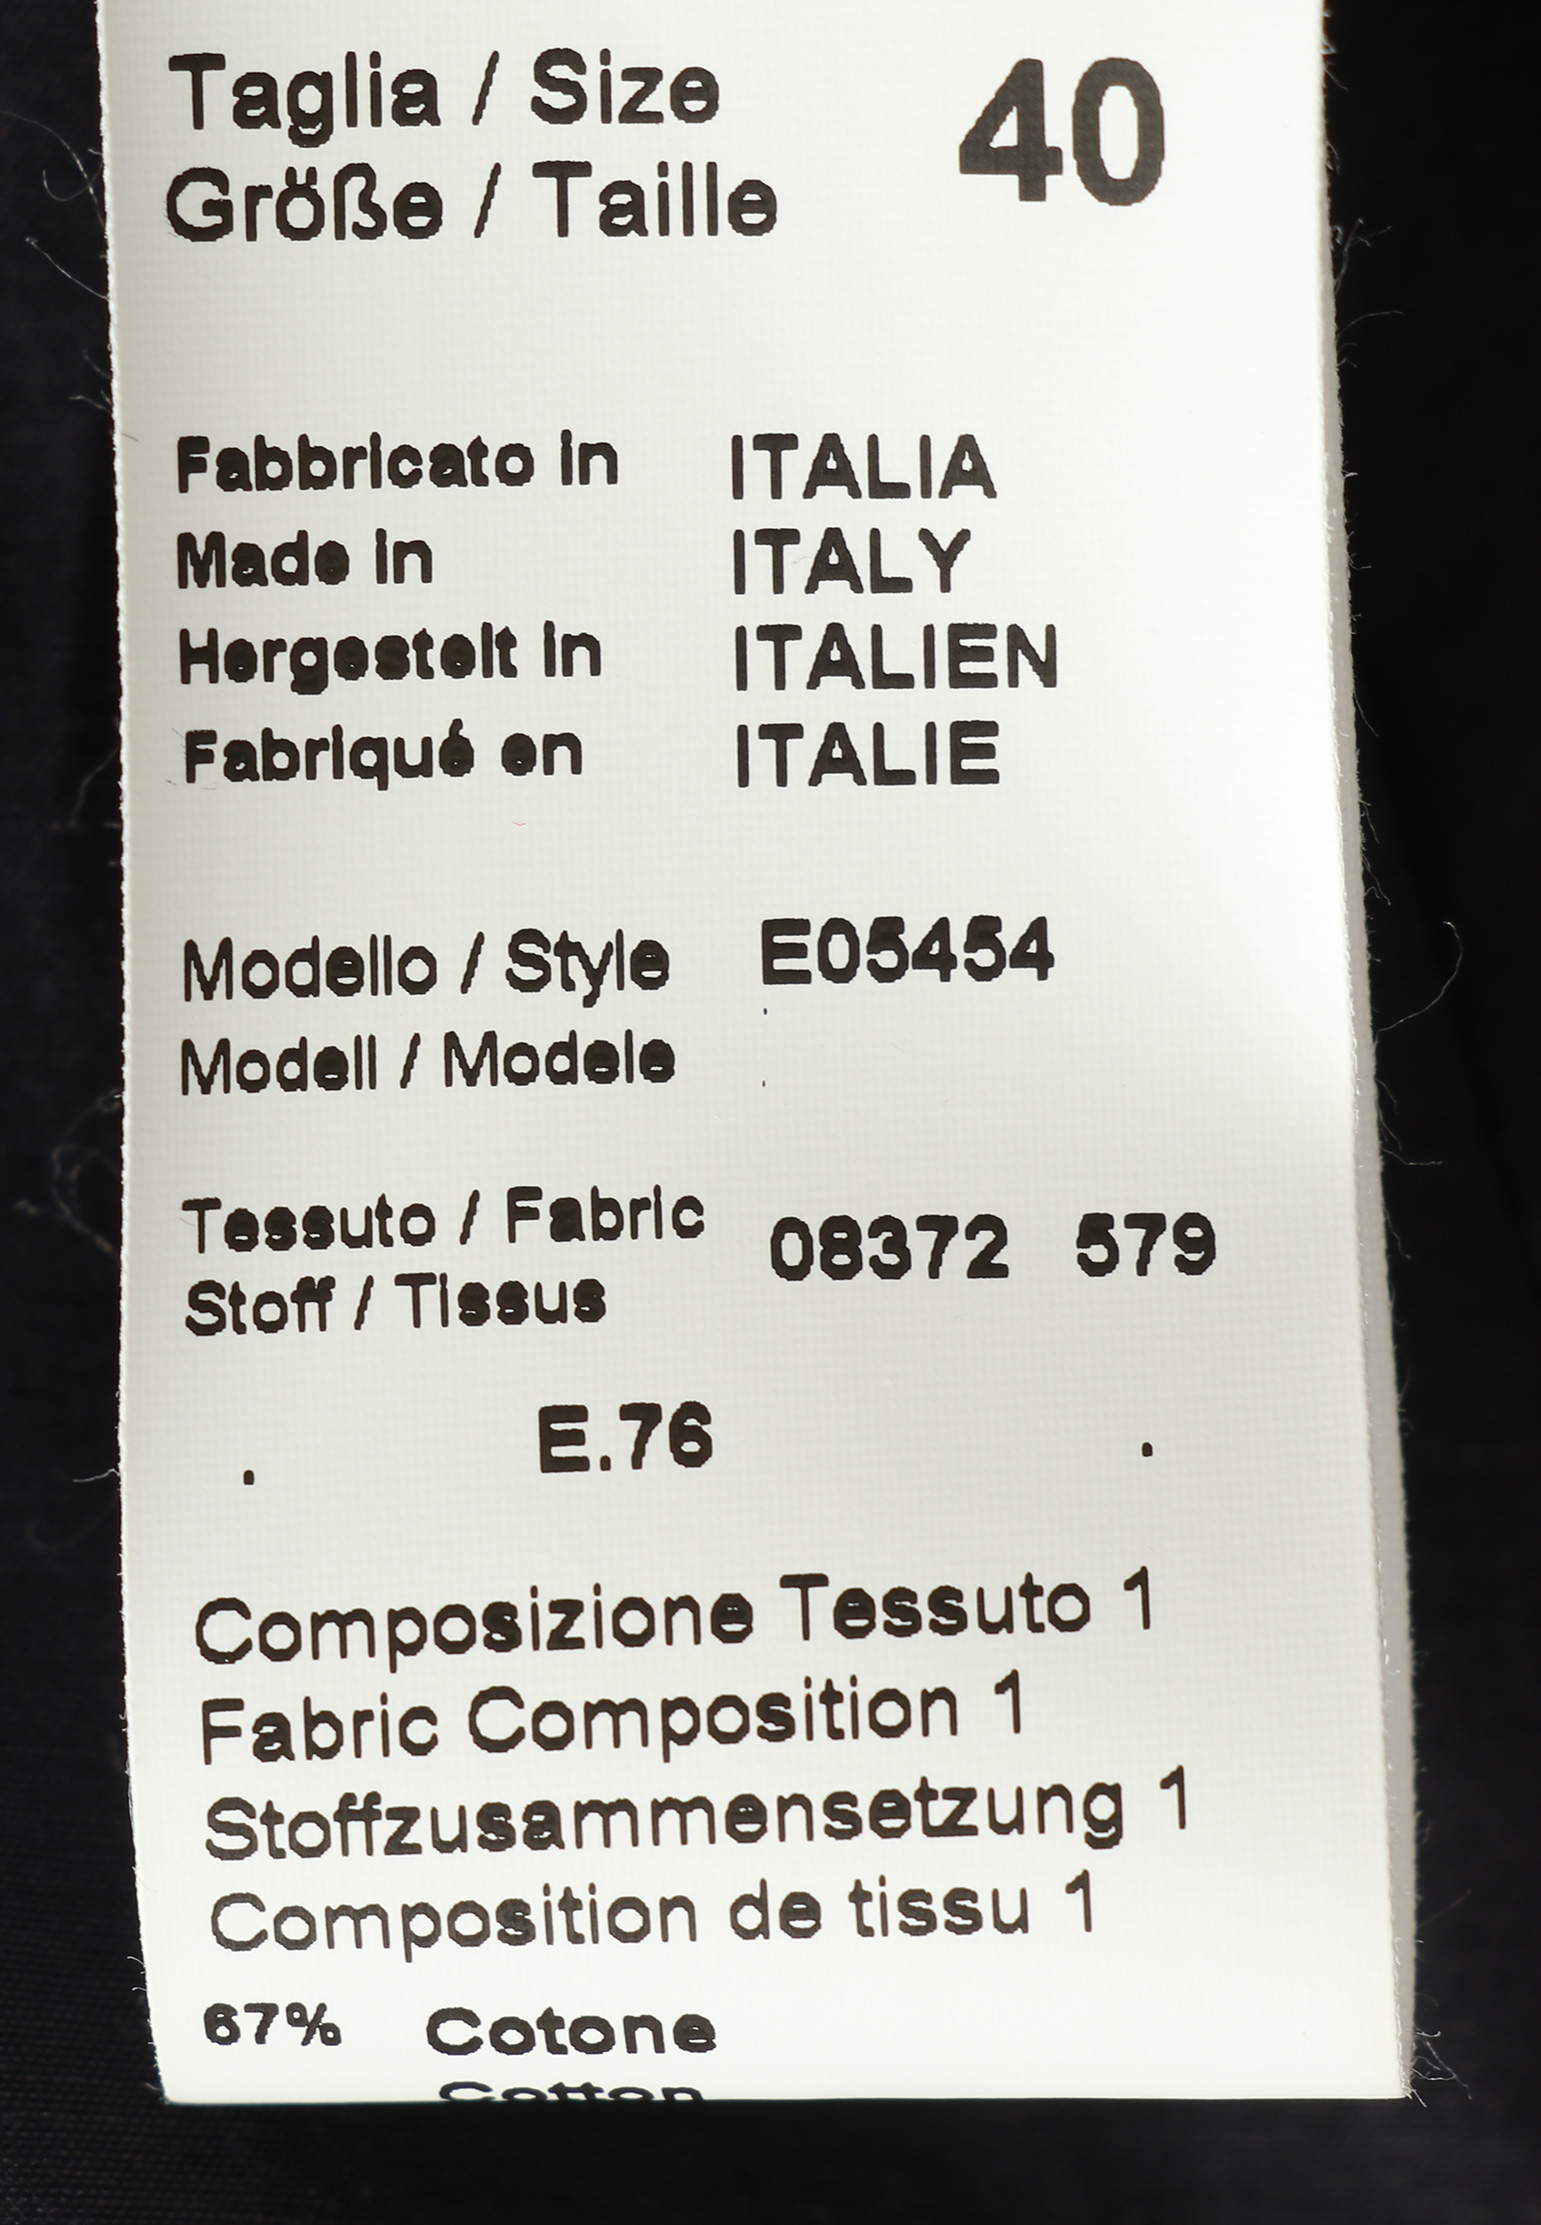 Taglia / Size 40
Größe / Taille
Fabbricato in ITALIA
Made in ITALY
Hergestelt in ITALIEN
Fabriqué en ITALIE
Modello / Style E05454
Modell / Modele
Tessuto / Fabric 08372 579
Stoff / Tissus
. E.76 .
Composizione Tessuto 1
Fabric Composition 1
Stoffzusammensetzung 1
Composition de tissu 1
67% Cotone
Cotton